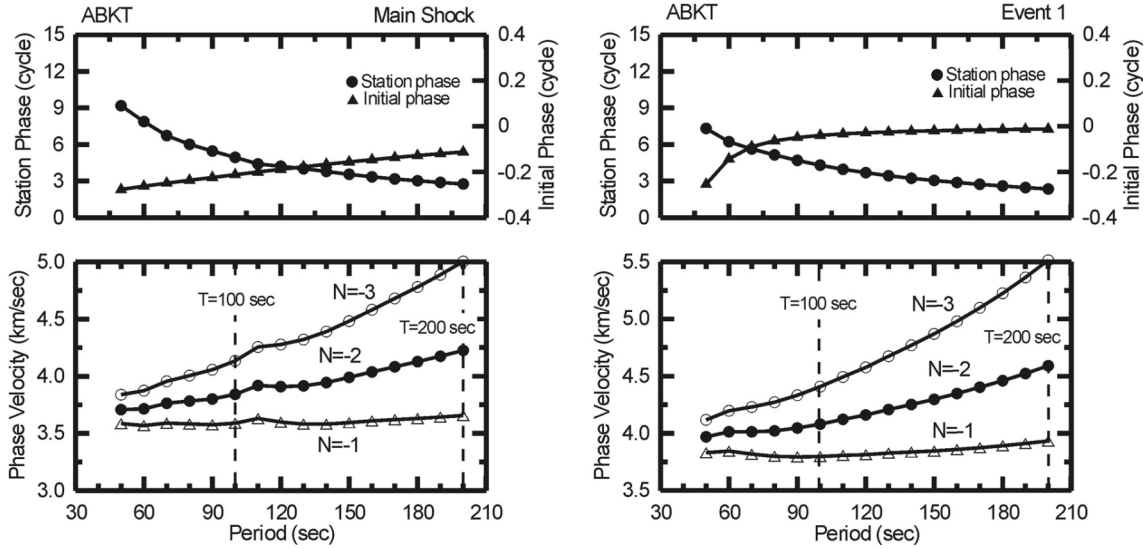 ABKT Main Shock
15
12
9
6
3
0
0.4
0.2
0
-0.2
-0.4
Station Phase (cycle)
Initial Phase (cycle)
Station phase
Initial phase
ABKT Event 1
15
12
9
6
3
0
0.4
0.2
0
-0.2
-0.4
Station Phase (cycle)
Initial Phase (cycle)
Station phase
Initial phase
5.0
4.5
4.0
3.5
3.0
Phase Velocity (km/sec)
T=100 sec
N=-3
T=200 sec
N=-2
N=-1
30 60 90 120 150 180 210
Period (sec)
5.5
5.0
4.5
4.0
3.5
Phase Velocity (km/sec)
T=100 sec
N=-3
T=200 sec
N=-2
N=-1
30 60 90 120 150 180 210
Period (sec)